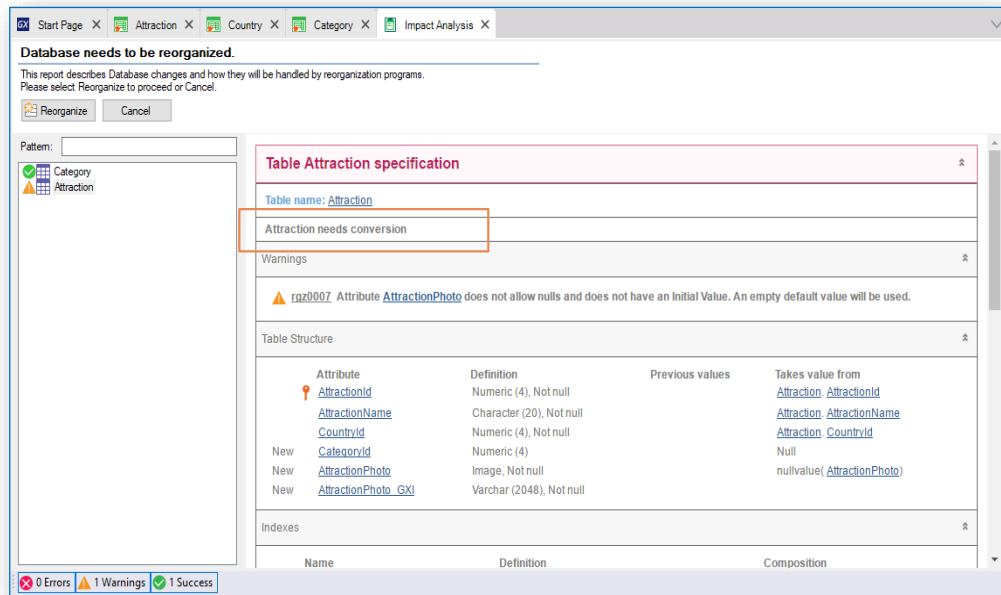 GX Start Page X Attraction X Country X Category X Impact Analysis X
Database needs to be reorganized.
This report describes Database changes and how they will be handled by reorganization programs.
Please select Reorganize to proceed or Cancel.
Reorganize Cancel
Pattern:
Category
Attraction
Table Attraction specification
Table name: Attraction
Attraction needs conversion
Warnings
rgz0007 Attribute AttractionPhoto does not allow nulls and does not have an Initial Value. An empty default value will be used.
Table Structure
Attribute Definition Previous values Takes value from
AttractionId Numeric (4), Not null Attraction. AttractionId
AttractionName Character (20), Not null Attraction. AttractionName
CountryId Numeric (4), Not null Attraction. CountryId
New CategoryId Numeric (4) Null
New AttractionPhoto Image, Not null nullvalue( AttractionPhoto)
New AttractionPhoto_GXI Varchar (2048), Not null
Indexes
Name Definition Composition
0 Errors 1 Warnings 1 Success